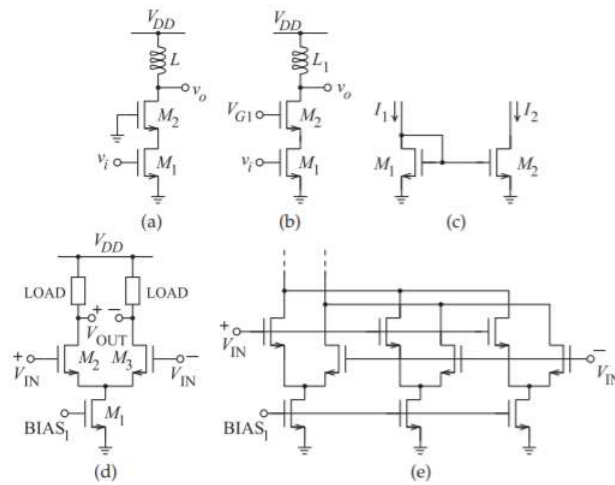 V_DD
L
v_o
M_2
v_i
M_1
(a)
V_DD
L_1
V_G1
v_o
M_2
v_i
M_1
(b)
I_1
I_2
M_1
M_2
(c)
V_DD
LOAD
LOAD
+ −
V_OUT
+
V_IN
M_2
M_3
−
V_IN
BIAS_1
M_1
(d)
+
V_IN
−
V_IN
BIAS_1
(e)